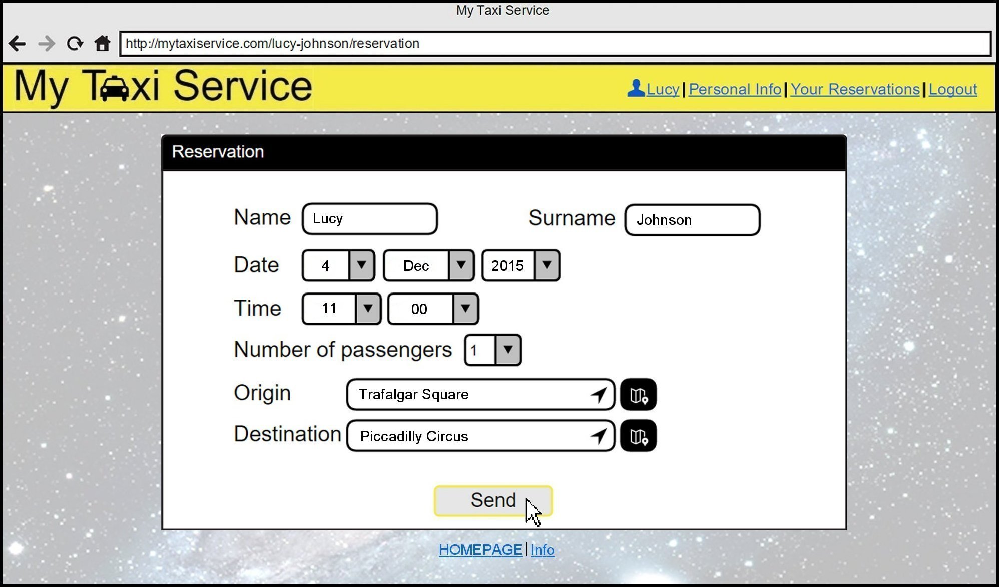 My Taxi Service
http://mytaxiservice.com/lucy-johnson/reservation
My Taxi Service
Lucy | Personal Info | Your Reservations | Logout
Reservation
Name Lucy Surname Johnson
Date 4 Dec 2015
Time 11 00
Number of passengers 1
Origin Trafalgar Square
Destination Piccadilly Circus
Send
HOMEPAGE | Info